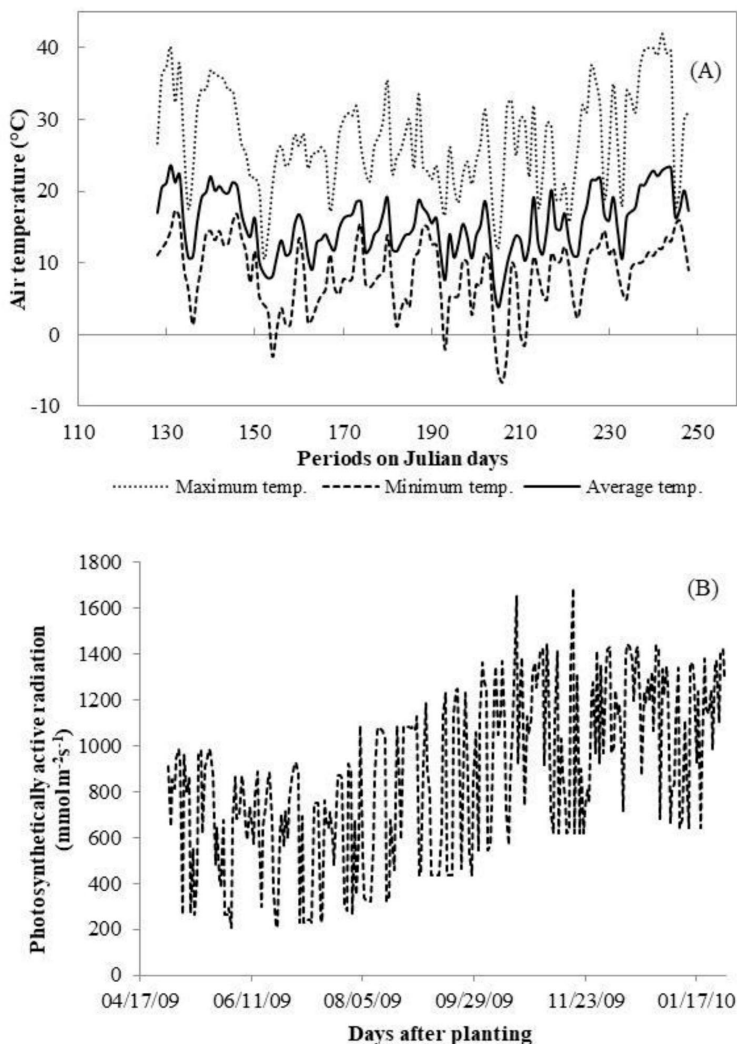 40
(A)
30
20
10
0
-10
Air temperature (°C)
110 130 150 170 190 210 230 250
Periods on Julian days
Maximum temp. Minimum temp. Average temp.
1800
(B)
1600
1400
1200
1000
800
600
400
200
0
Photosynthetically active radiation
(mmol m⁻²s⁻¹)
04/17/09 06/11/09 08/05/09 09/29/09 11/23/09 01/17/10
Days after planting